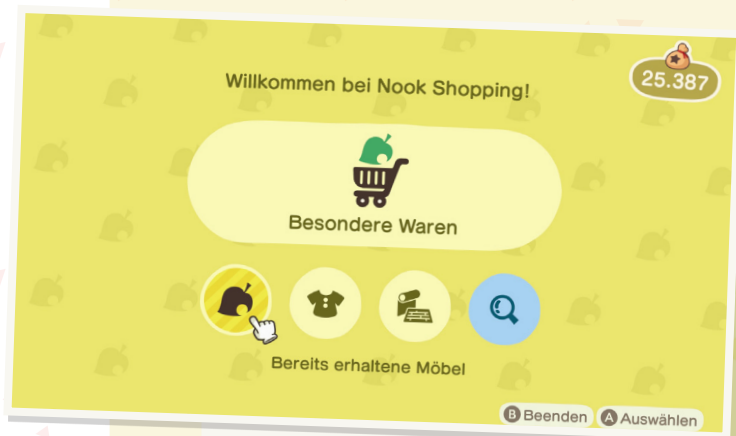 25.387
Willkommen bei Nook Shopping!
Besondere Waren
Bereits erhaltene Möbel
B Beenden A Auswählen